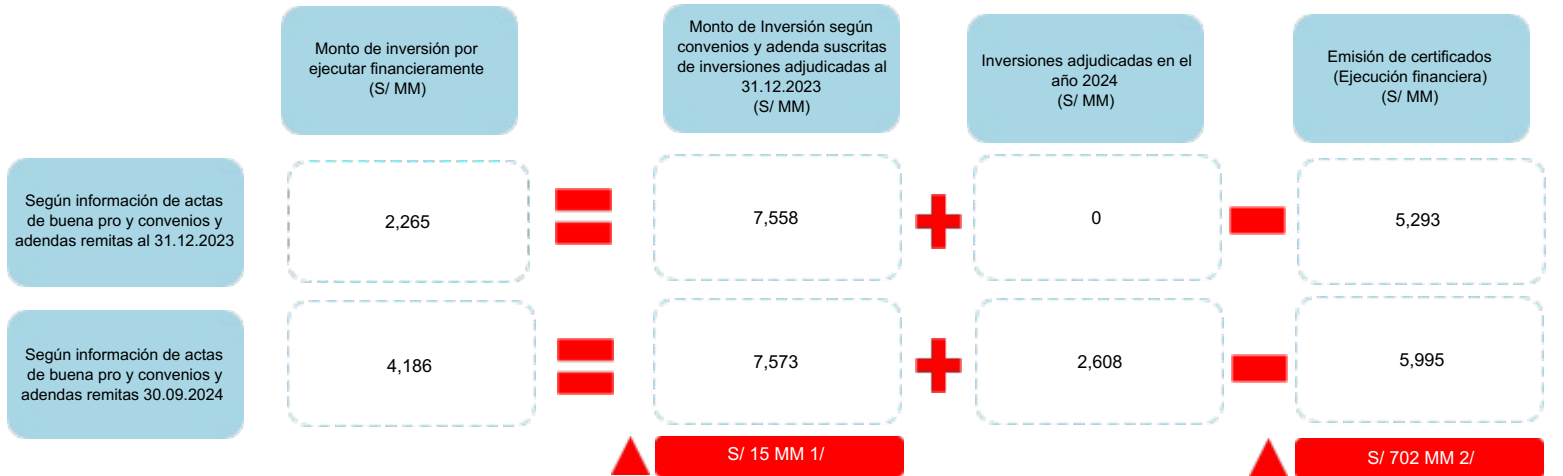 Monto de inversión por
ejecutar financieramente
(S/ MM)
Monto de Inversión según
convenios y adenda suscritas
de inversiones adjudicadas al
31.12.2023
(S/ MM)
Inversiones adjudicadas en el
año 2024
(S/ MM)
Emisión de certificados
(Ejecución financiera)
(S/ MM)
Según información de actas
de buena pro y convenios y
adendas remitas al 31.12.2023
2,265
7,558
0
5,293
Según información de actas
de buena pro y convenios y
adendas remitas 30.09.2024
4,186
7,573
2,608
5,995
S/ 15 MM 1/
S/ 702 MM 2/